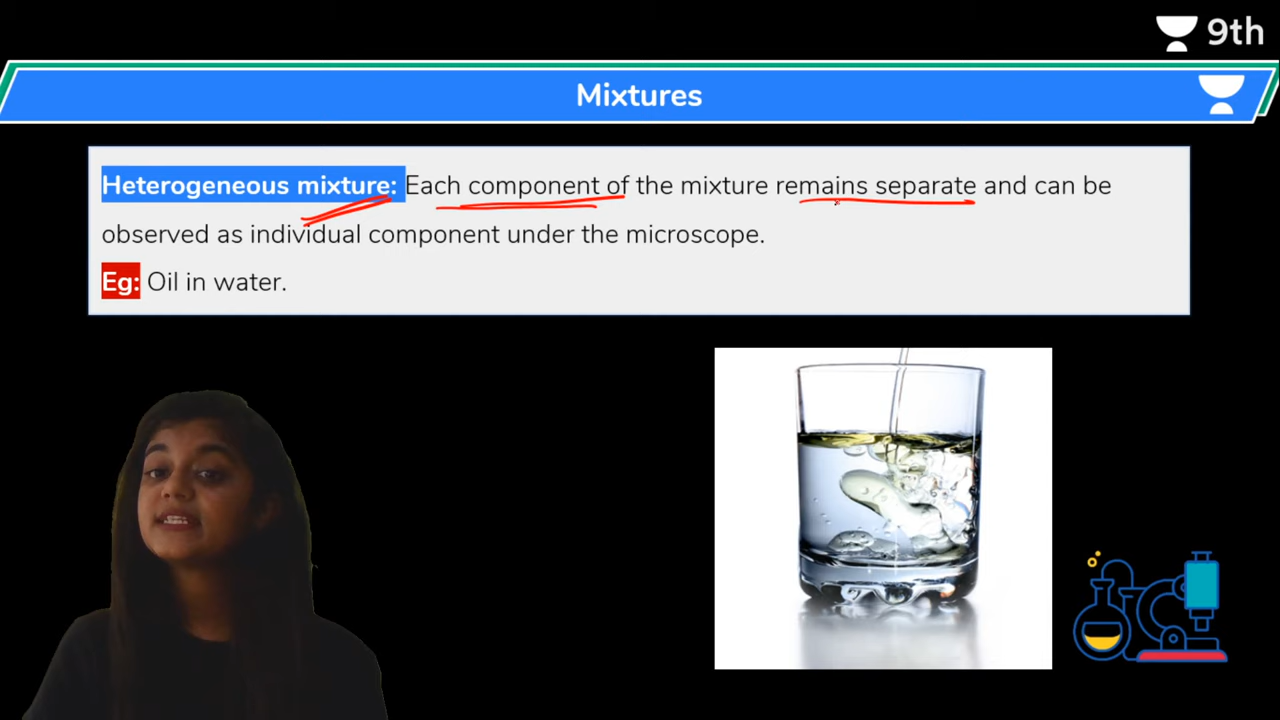 9th
Mixtures
Heterogeneous mixture: Each component of the mixture remains separate and can be
observed as individual component under the microscope.
Eg: Oil in water.